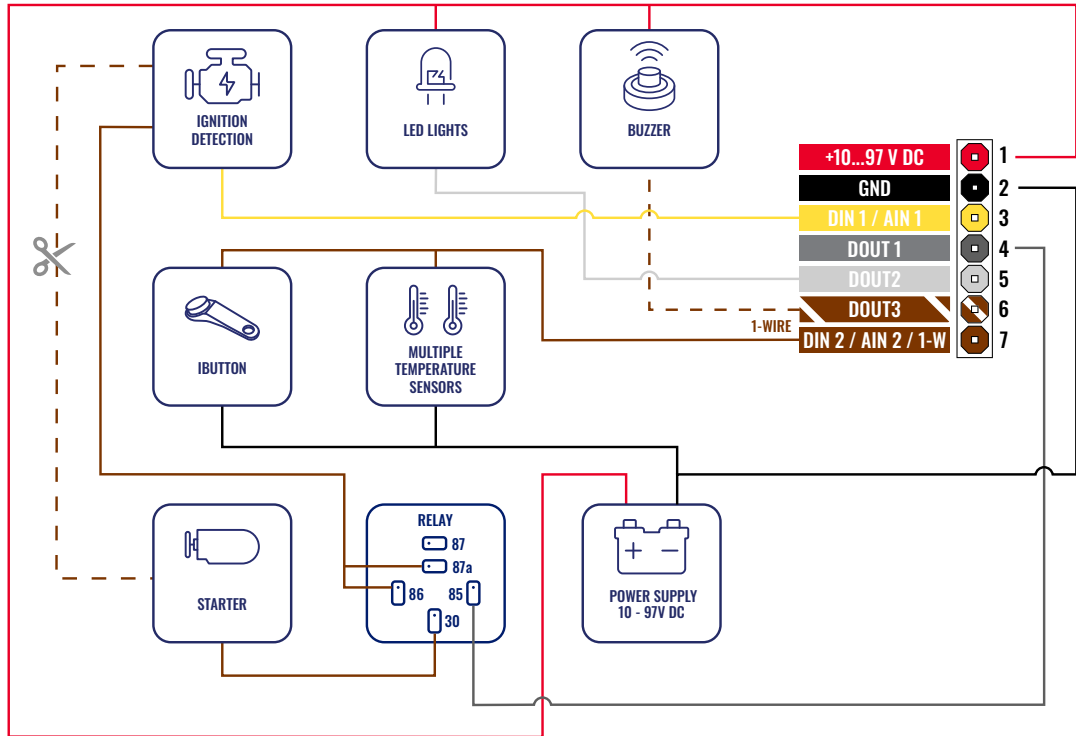 IGNITION
DETECTION
LED LIGHTS
BUZZER
+10...97 V DC 1
GND 2
DIN 1 / AIN 1 3
DOUT 1 4
DOUT2 5
DOUT3 6
1-WIRE
DIN 2 / AIN 2 / 1-W 7
IBUTTON
MULTIPLE
TEMPERATURE
SENSORS
STARTER
RELAY
87
87a
86
85
30
POWER SUPPLY
10 - 97V DC